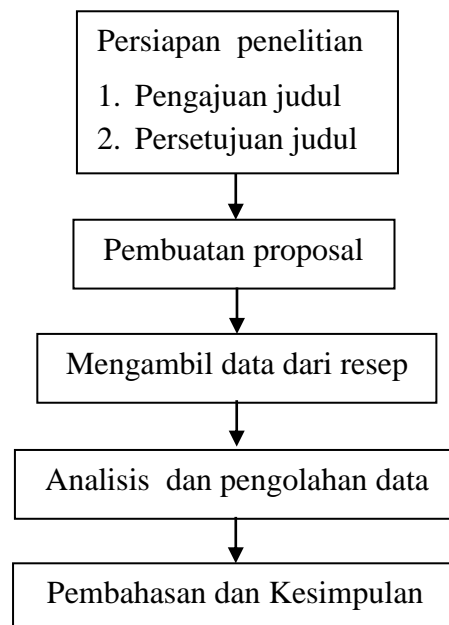 Persiapan penelitian
1. Pengajuan judul
2. Persetujuan judul
Pembuatan proposal
Mengambil data dari resep
Analisis dan pengolahan data
Pembahasan dan Kesimpulan